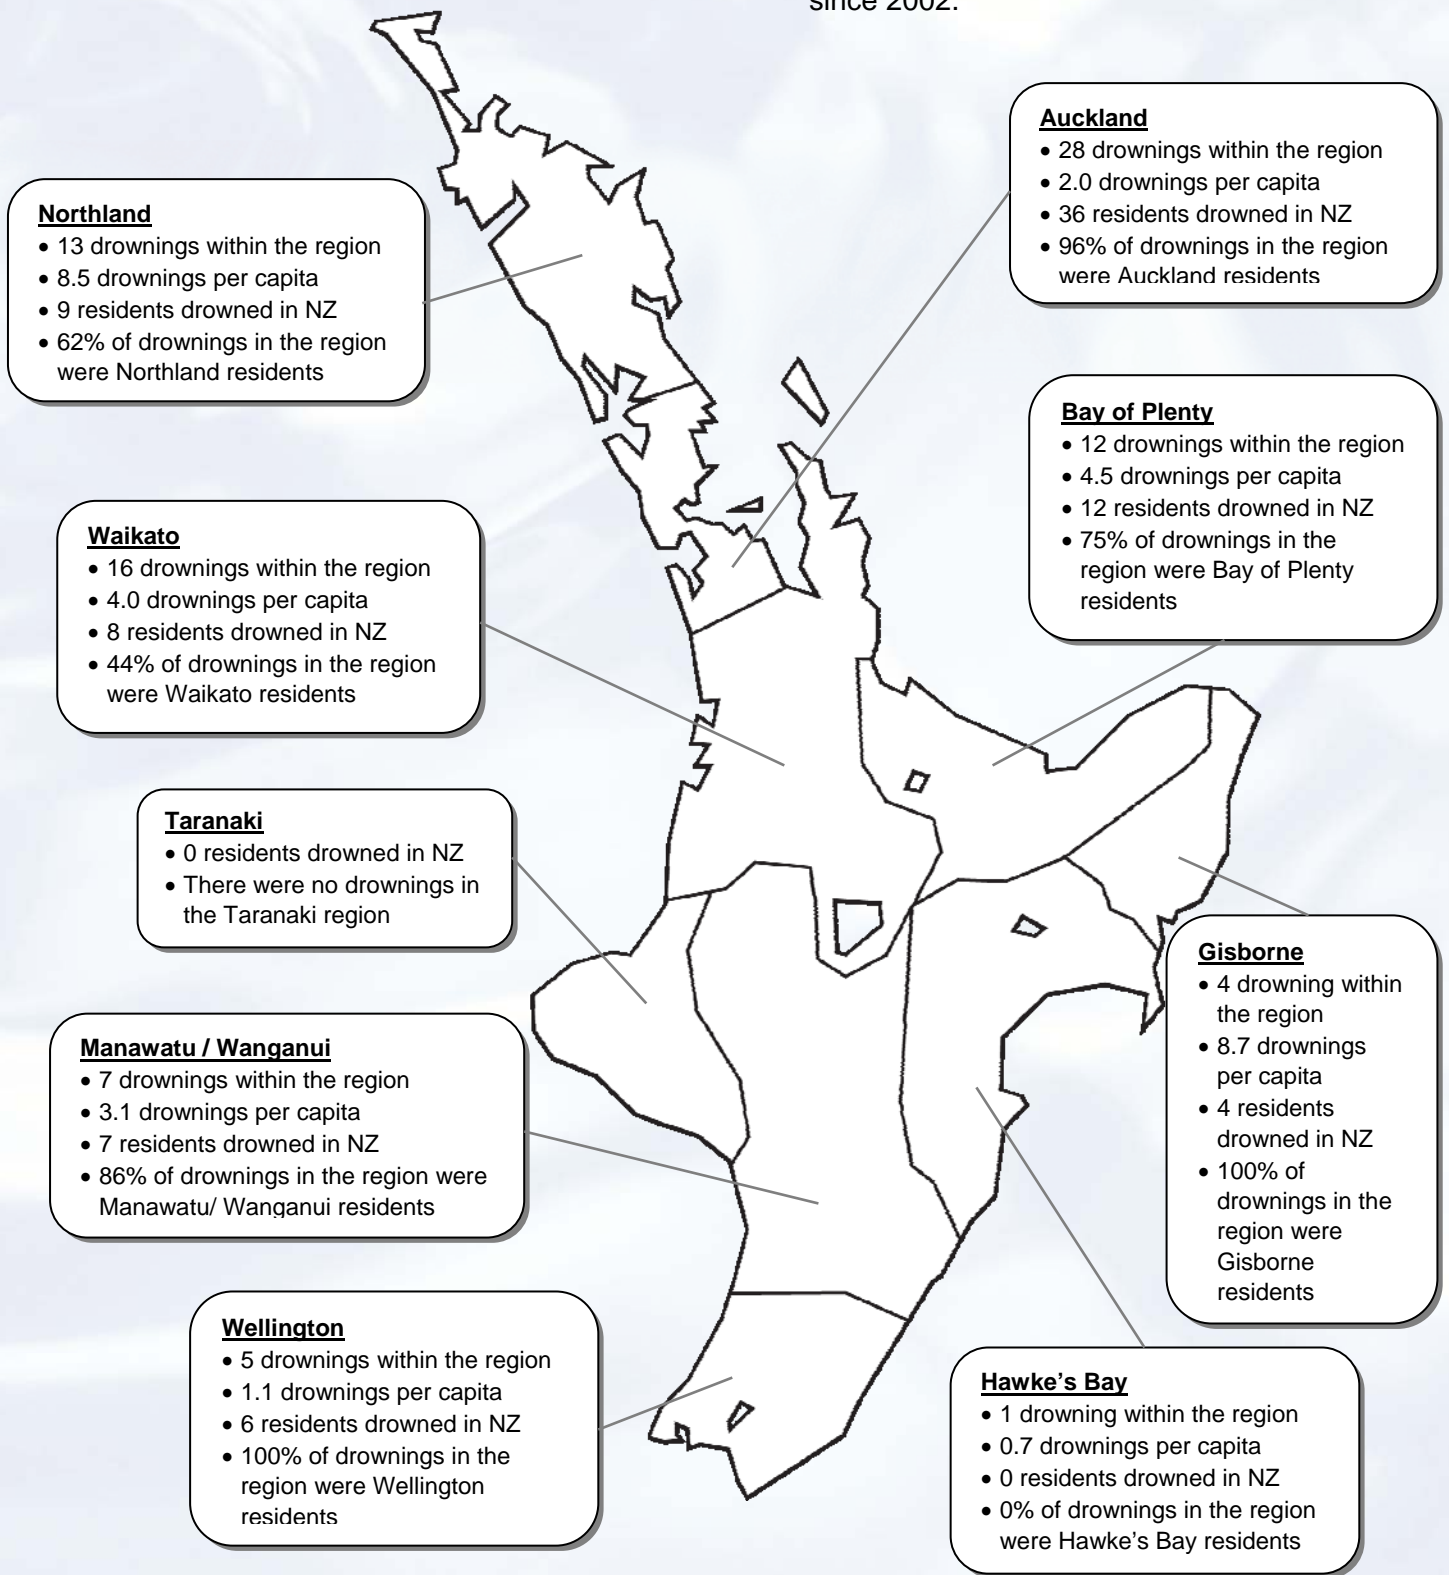 since 2002.
Auckland
• 28 drownings within the region
• 2.0 drownings per capita
• 36 residents drowned in NZ
• 96% of drownings in the region
were Auckland residents
Northland
• 13 drownings within the region
• 8.5 drownings per capita
• 9 residents drowned in NZ
• 62% of drownings in the region
were Northland residents
Bay of Plenty
• 12 drownings within the region
• 4.5 drownings per capita
• 12 residents drowned in NZ
• 75% of drownings in the
region were Bay of Plenty
residents
Waikato
• 16 drownings within the region
• 4.0 drownings per capita
• 8 residents drowned in NZ
• 44% of drownings in the region
were Waikato residents
Taranaki
• 0 residents drowned in NZ
• There were no drownings in
the Taranaki region
Gisborne
• 4 drowning within
the region
• 8.7 drownings
per capita
• 4 residents
drowned in NZ
• 100% of
drownings in the
region were
Gisborne
residents
Manawatu / Wanganui
• 7 drownings within the region
• 3.1 drownings per capita
• 7 residents drowned in NZ
• 86% of drownings in the region were
Manawatu/ Wanganui residents
Wellington
• 5 drownings within the region
• 1.1 drownings per capita
• 6 residents drowned in NZ
• 100% of drownings in the
region were Wellington
residents
Hawke’s Bay
• 1 drowning within the region
• 0.7 drownings per capita
• 0 residents drowned in NZ
• 0% of drownings in the region
were Hawke’s Bay residents